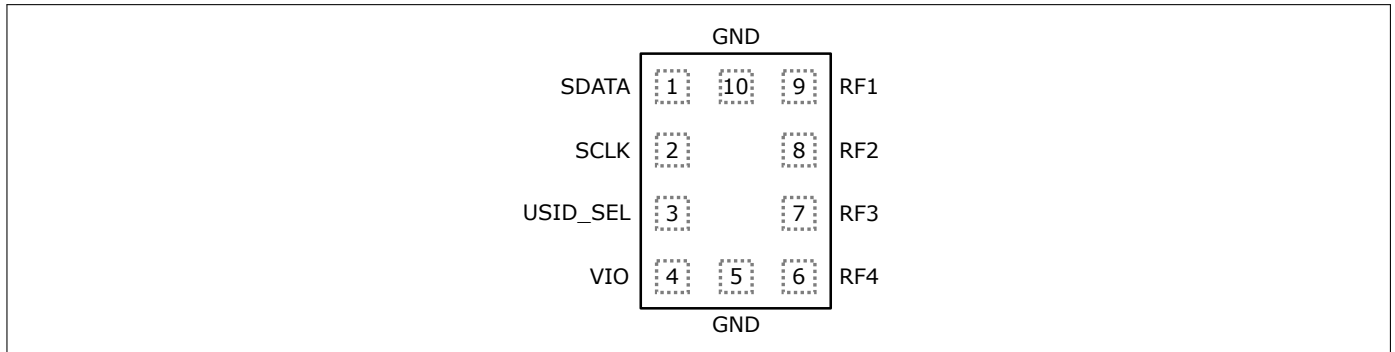 GND
SDATA 1 10 9 RF1
SCLK 2 8 RF2
USID_SEL 3 7 RF3
VIO 4 5 6 RF4
GND